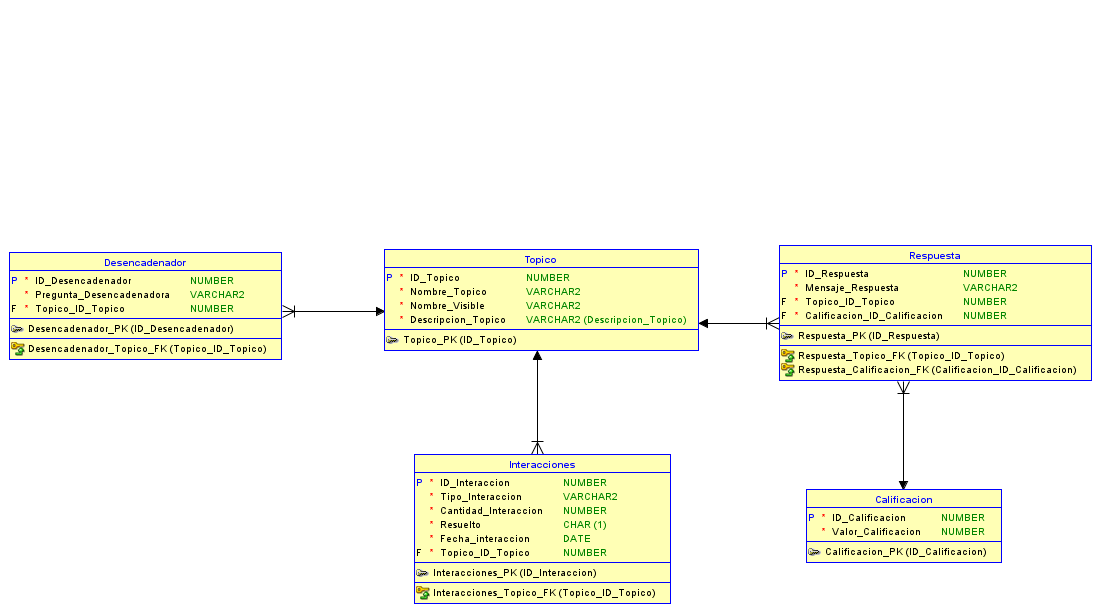 Desencadenador
P * ID_Desencadenador NUMBER
* Pregunta_Desencadenadora VARCHAR2
F * Topico_ID_Topico NUMBER
Desencadenador_PK (ID_Desencadenador)
Desencadenador_Topico_FK (Topico_ID_Topico)
Topico
P * ID_Topico NUMBER
* Nombre_Topico VARCHAR2
* Nombre_Visible VARCHAR2
* Descripcion_Topico VARCHAR2 (Descripcion_Topico)
Topico_PK (ID_Topico)
Respuesta
P * ID_Respuesta NUMBER
* Mensaje_Respuesta VARCHAR2
F * Topico_ID_Topico NUMBER
F * Calificacion_ID_Calificacion NUMBER
Respuesta_PK (ID_Respuesta)
Respuesta_Topico_FK (Topico_ID_Topico)
Respuesta_Calificacion_FK (Calificacion_ID_Calificacion)
Interacciones
P * ID_Interaccion NUMBER
* Tipo_Interaccion VARCHAR2
* Cantidad_Interaccion NUMBER
* Resuelto CHAR (1)
* Fecha_interaccion DATE
F * Topico_ID_Topico NUMBER
Interacciones_PK (ID_Interaccion)
Interacciones_Topico_FK (Topico_ID_Topico)
Calificacion
P * ID_Calificacion NUMBER
* Valor_Calificacion NUMBER
Calificacion_PK (ID_Calificacion)